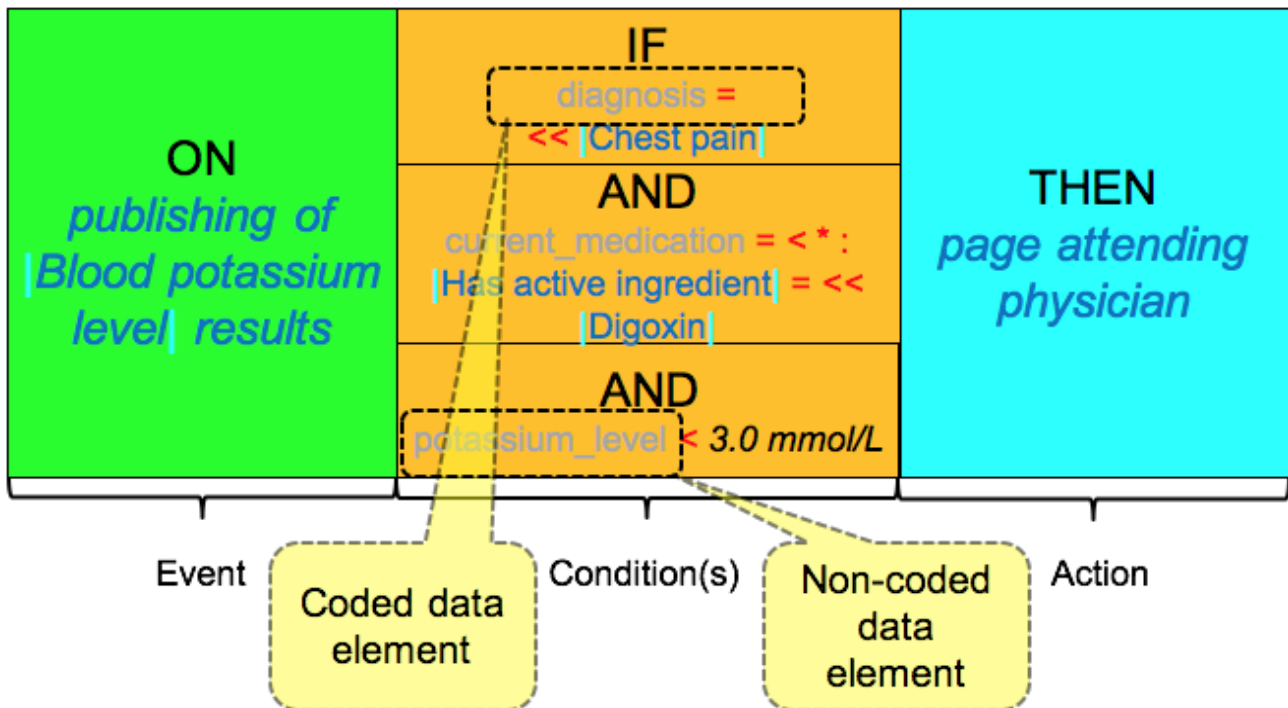 ON
publishing of
|Blood potassium
level| results
IF
diagnosis =
<< |Chest pain|
AND
current_medication = < * :
|Has active ingredient| = <<
|Digoxin|
AND
potassium_level < 3.0 mmol/L
THEN
page attending
physician
Event
Condition(s)
Action
Coded data
element
Non-coded
data
element